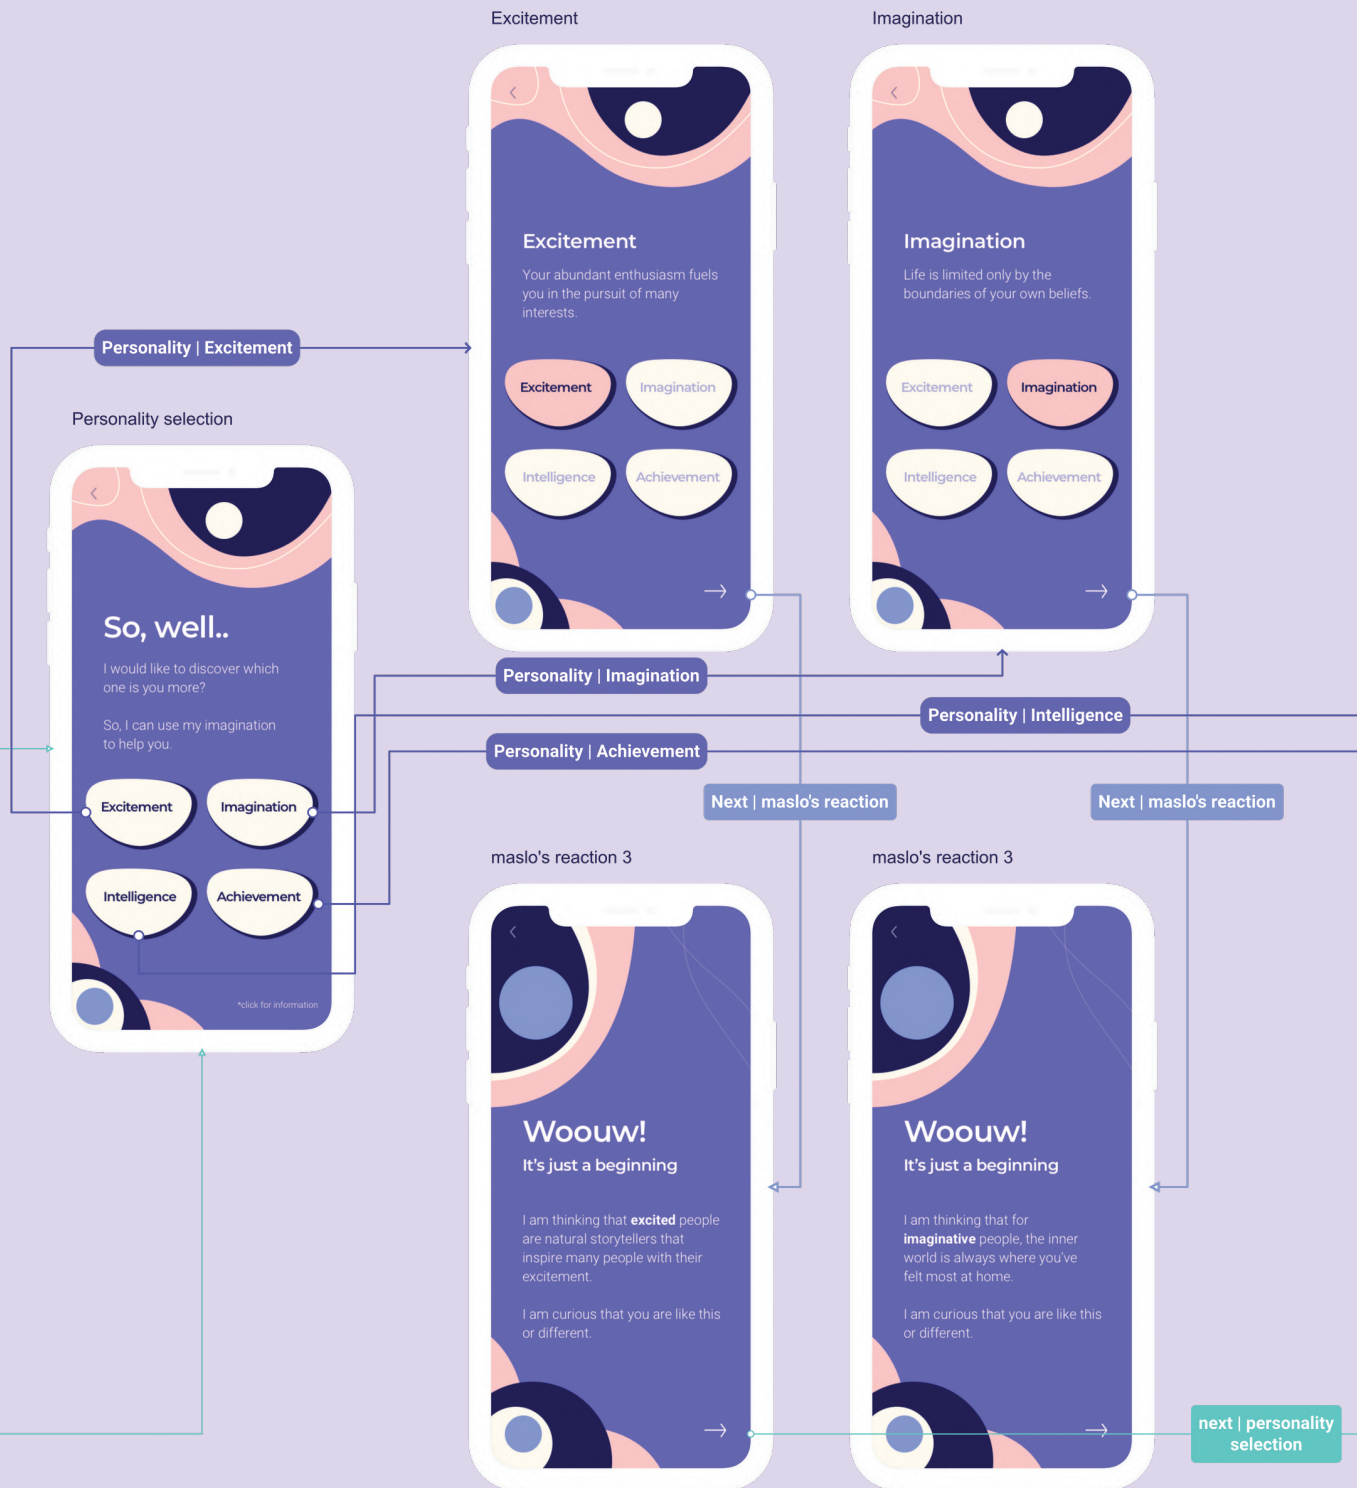 Excitement
Imagination
Excitement
Your abundant enthusiasm fuels
you in the pursuit of many
interests.
Excitement
Imagination
Intelligence
Achievement
Imagination
Life is limited only by the
boundaries of your own beliefs.
Excitement
Imagination
Intelligence
Achievement
Personality | Excitement
Personality selection
So, well..
I would like to discover which
one is you more?
So, I can use my imagination
to help you.
Excitement
Imagination
Intelligence
Achievement
*click for information
Personality | Imagination
Personality | Intelligence
Personality | Achievement
Next | maslo's reaction
Next | maslo's reaction
maslo's reaction 3
maslo's reaction 3
Woouw!
It's just a beginning
I am thinking that excited people
are natural storytellers that
inspire many people with their
excitement.
I am curious that you are like this
or different.
Woouw!
It's just a beginning
I am thinking that for
imaginative people, the inner
world is always where you've
felt most at home.
I am curious that you are like this
or different.
next | personality
selection